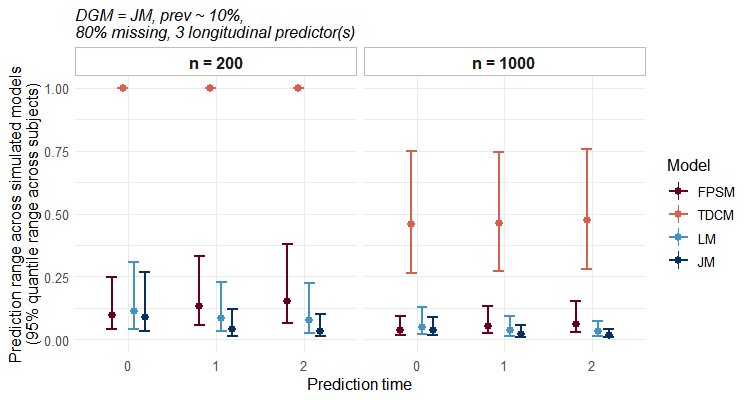 DGM = JM, prev ~ 10%,
80% missing, 3 longitudinal predictor(s)
n = 200
n = 1000
Prediction range across simulated models
(95% quantile range across subjects)
1.00
0.75
0.50
0.25
0.00
0 1 2
0 1 2
Prediction time
Model
FPSM
TDCM
LM
JM